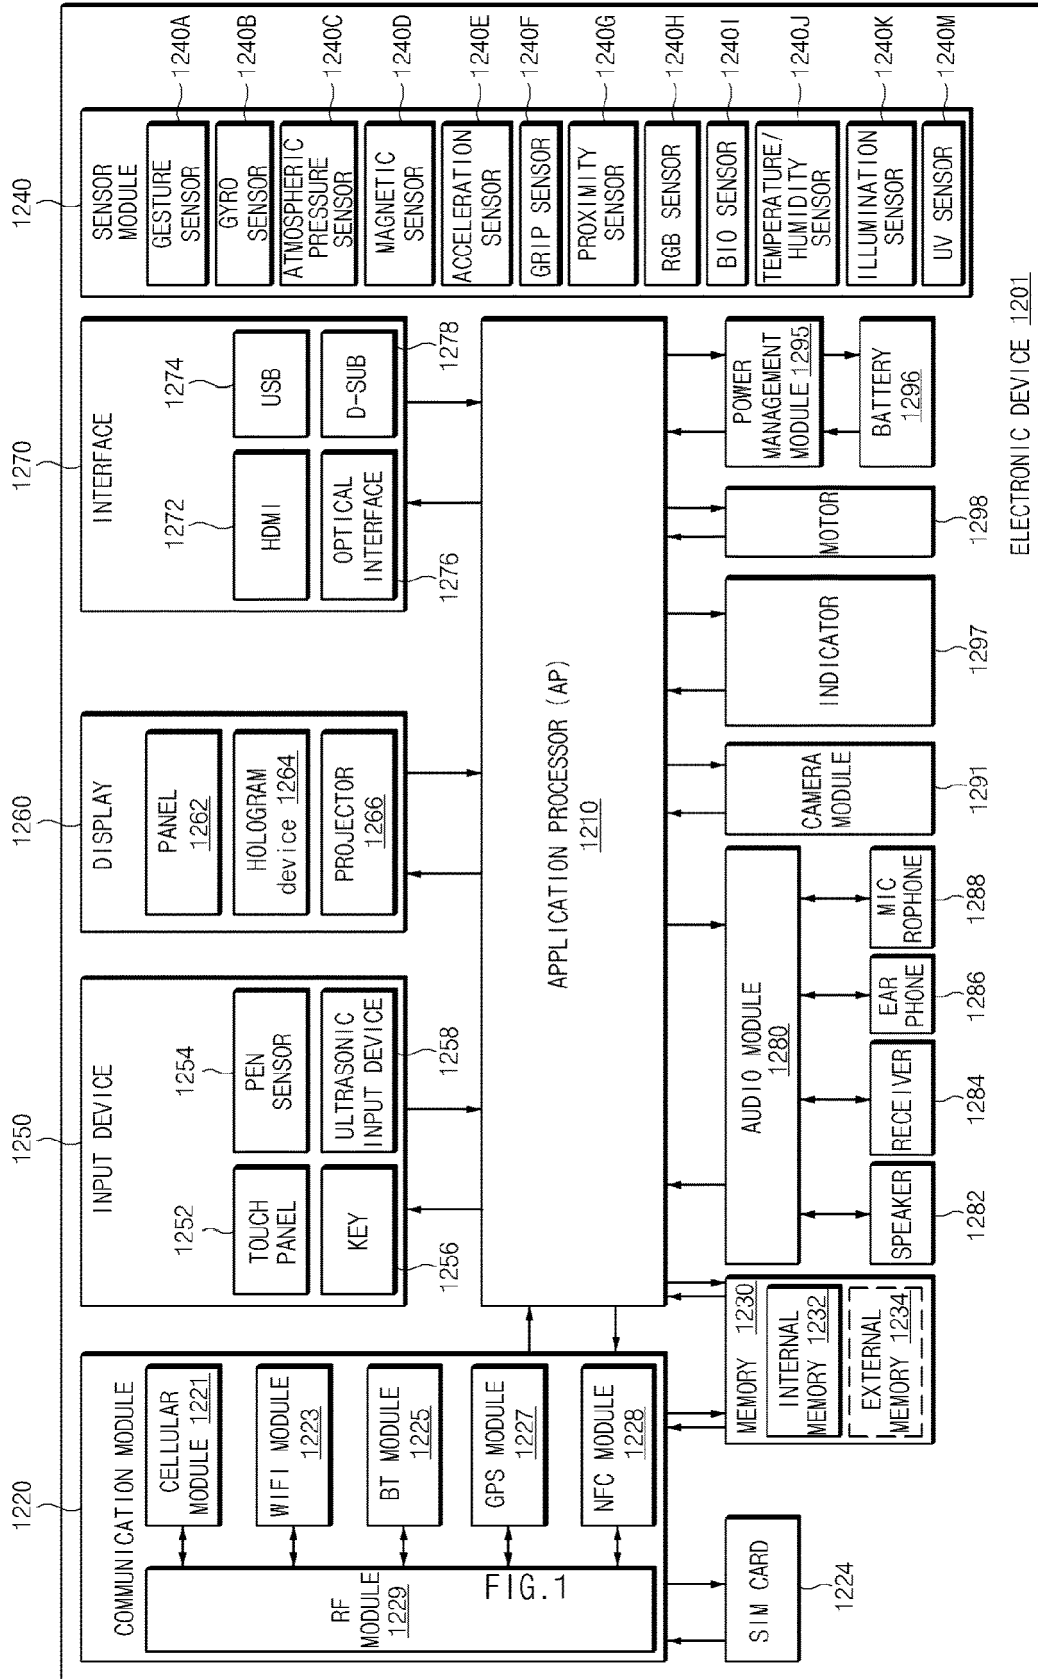 1220
COMMUNICATION MODULE
CELLULAR
MODULE 1221
WIFI MODULE
1223
BT MODULE
1225
GPS MODULE
1227
NFC MODULE
1228
RF
MODULE
1229
FIG.1
SIM CARD
1224
1250
INPUT DEVICE
1252
TOUCH
PANEL
1254
PEN
SENSOR
KEY
1256
ULTRASONIC
INPUT DEVICE
1258
1260
DISPLAY
PANEL
1262
HOLOGRAM
device 1264
PROJECTOR
1266
1270
INTERFACE
1272
HDMI
1274
USB
OPTICAL
INTERFACE
1276
D-SUB
1278
1240
SENSOR
MODULE
GESTURE
SENSOR
1240A
GYRO
SENSOR
1240B
ATMOSPHERIC
PRESSURE
SENSOR
1240C
MAGNETIC
SENSOR
1240D
ACCELERATION
SENSOR
1240E
GRIP SENSOR
1240F
PROXIMITY
SENSOR
1240G
RGB SENSOR
1240H
BIO SENSOR
1240I
TEMPERATURE/
HUMIDITY
SENSOR
1240J
ILLUMINATION
SENSOR
1240K
UV SENSOR
1240M
APPLICATION PROCESSOR (AP)
1210
MEMORY 1230
INTERNAL
MEMORY 1232
EXTERNAL
MEMORY 1234
AUDIO MODULE
1280
SPEAKER
1282
RECEIVER
1284
EAR
PHONE
1286
MIC
ROPHONE
1288
CAMERA
MODULE
1291
INDICATOR
1297
MOTOR
1298
POWER
MANAGEMENT
MODULE 1295
BATTERY
1296
ELECTRONIC DEVICE 1201